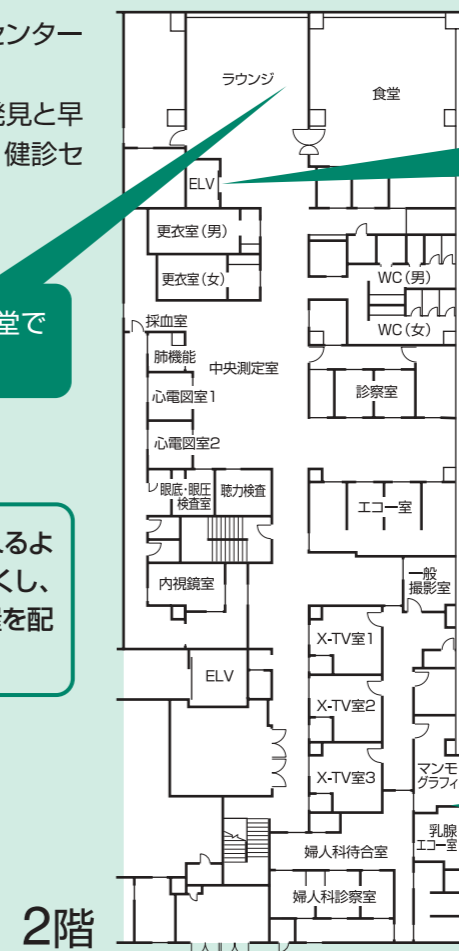 センター
発見と早
健診セ
堂で
るよ
くし、
を配
2階
ラウンジ
食堂
ELV
更衣室(男)
更衣室(女)
WC(男)
WC(女)
採血室
肺機能
中央測定室
心電図室1
心電図室2
診察室
眼底・眼圧
検査室
聴力検査
エコー室
内視鏡室
一般
撮影室
X-TV室1
ELV
X-TV室2
X-TV室3
マンモ
グラフィ
乳腺
エコー室
婦人科待合室
婦人科診察室